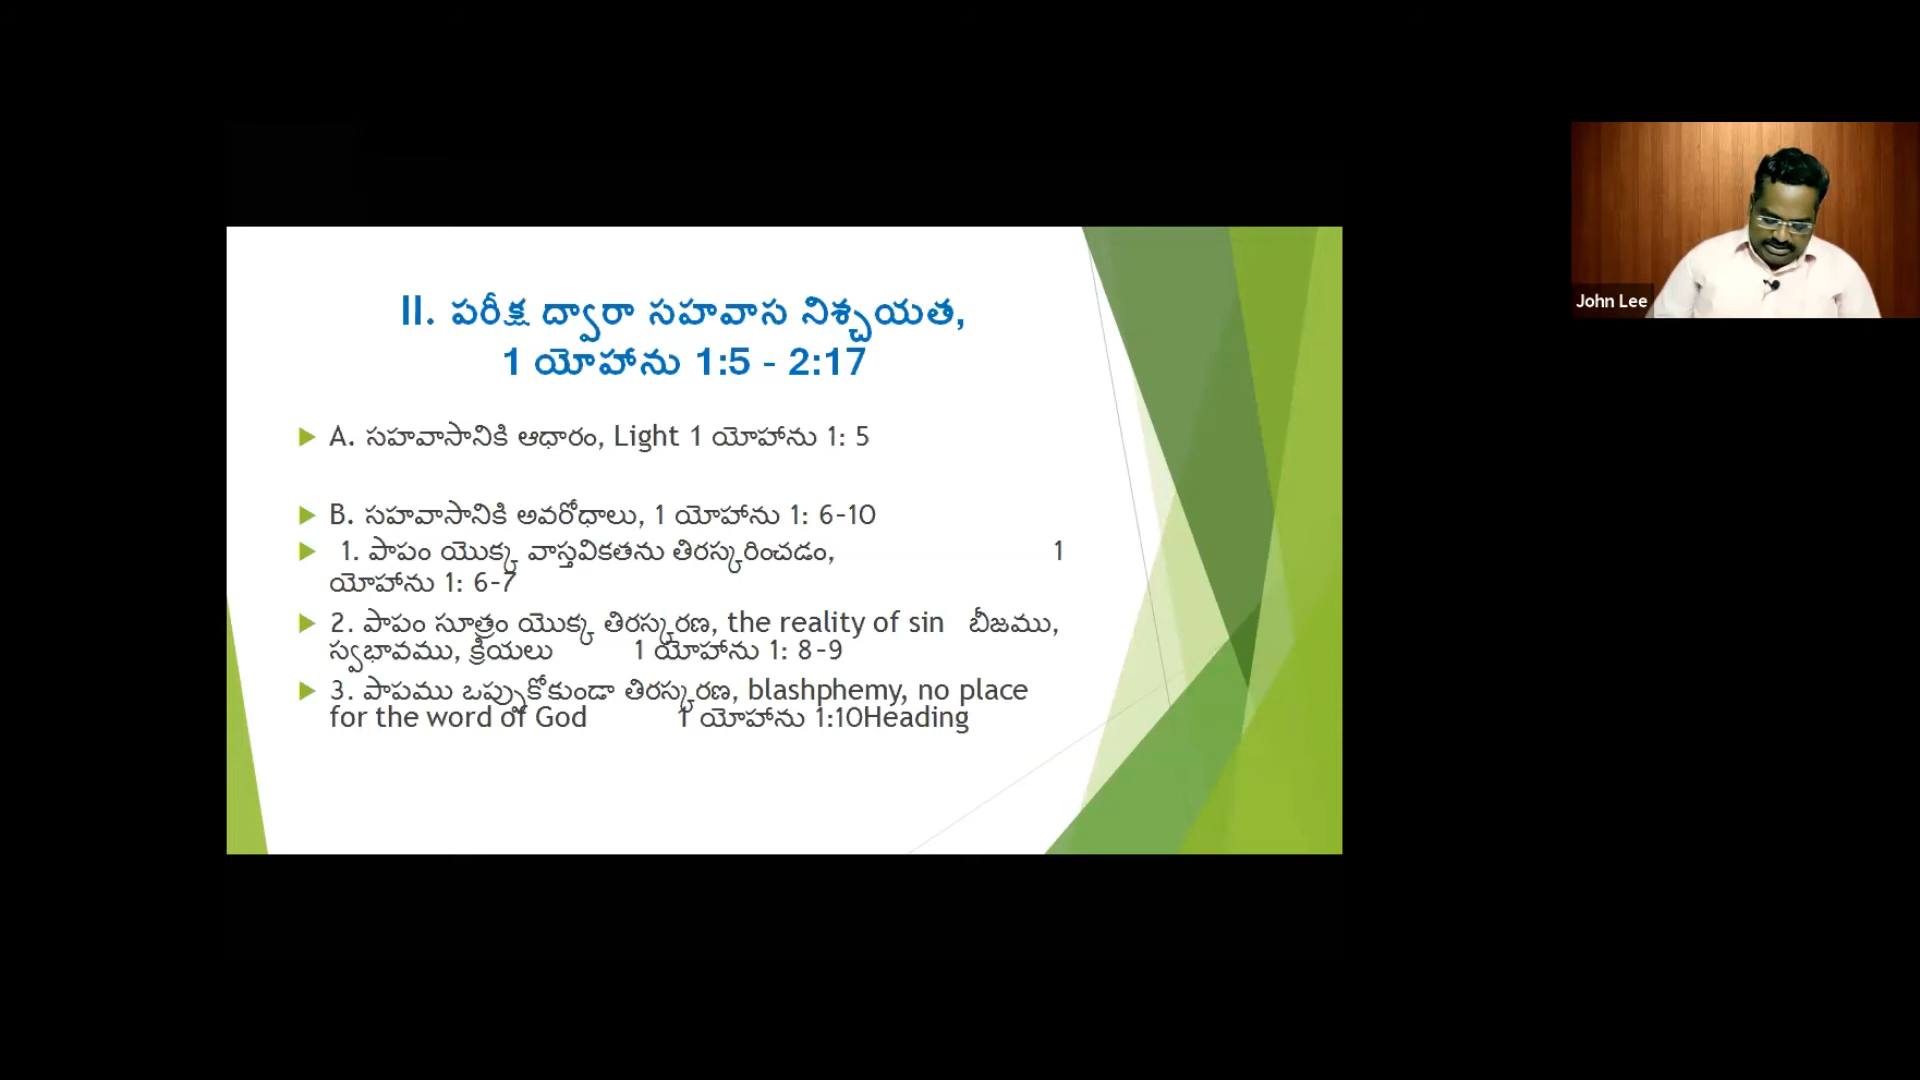 II. పరీక్ష ద్వారా సహవాస నిశ్చయత,
1 యోహాను 1:5 - 2:17
A. సహవాసానికి ఆధారం, Light 1 యోహాను 1: 5
B. సహవాసానికి అవరోధాలు, 1 యోహాను 1: 6-10
1. పాపం యొక్క వాస్తవికతను తిరస్కరించడం, 1
యోహాను 1: 6-7
2. పాపం సూత్రం యొక్క తిరస్కరణ, the reality of sin బీజము,
స్వభావము, క్రియలు 1 యోహాను 1: 8-9
3. పాపము ఒప్పుకోకుండా తిరస్కరణ, blashphemy, no place
for the word of God 1 యోహాను 1:10Heading
John Lee